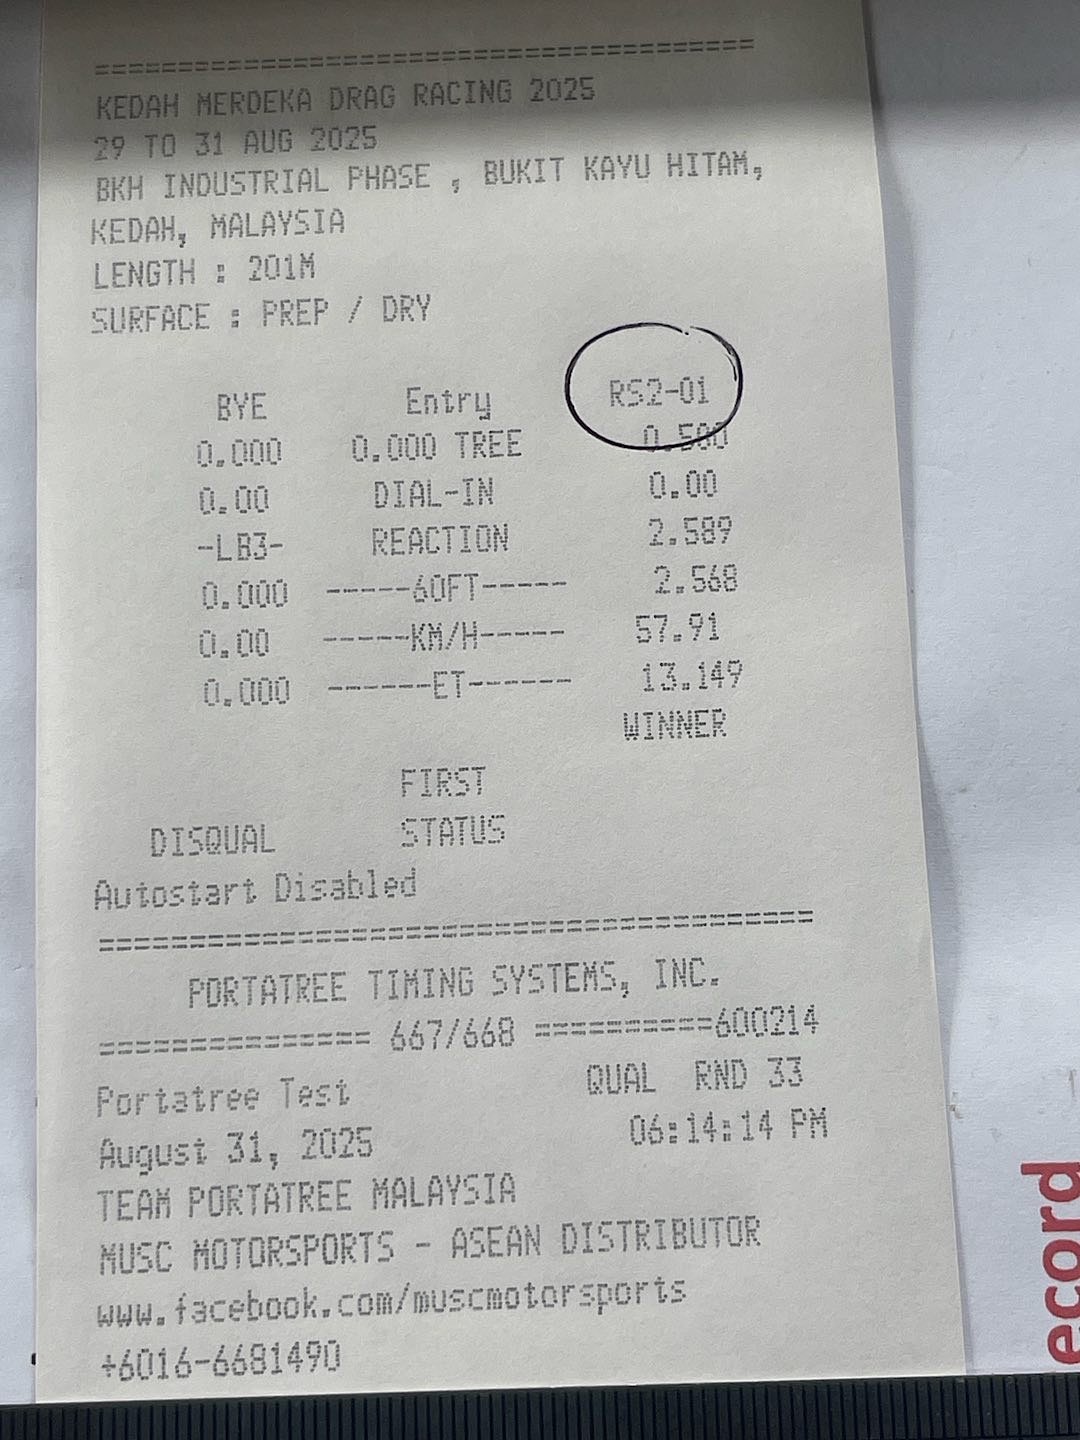 =======================================
KEDAH MERDEKA DRAG RACING 2025
29 TO 31 AUG 2025
BKH INDUSTRIAL PHASE , BUKIT KAYU HITAM,
KEDAH, MALAYSIA
LENGTH : 201M
SURFACE : PREP / DRY
BYE Entry RS2-01
0.000 0.000 TREE 0.500
0.00 DIAL-IN 0.00
-LB3- REACTION 2.589
0.000 -----60FT----- 2.568
0.00 -----KM/H----- 57.91
0.000 ------ET------ 13.149
WINNER
FIRST
DISQUAL STATUS
Autostart Disabled
========================================
PORTATREE TIMING SYSTEMS, INC.
=============== 667/668 ==========600214
Portatree Test QUAL RND 33
August 31, 2025 06:14:14 PM
TEAM PORTATREE MALAYSIA
MUSC MOTORSPORTS - ASEAN DISTRIBUTOR
www.facebook.com/muscmotorsports
+6016-6681490
ecord